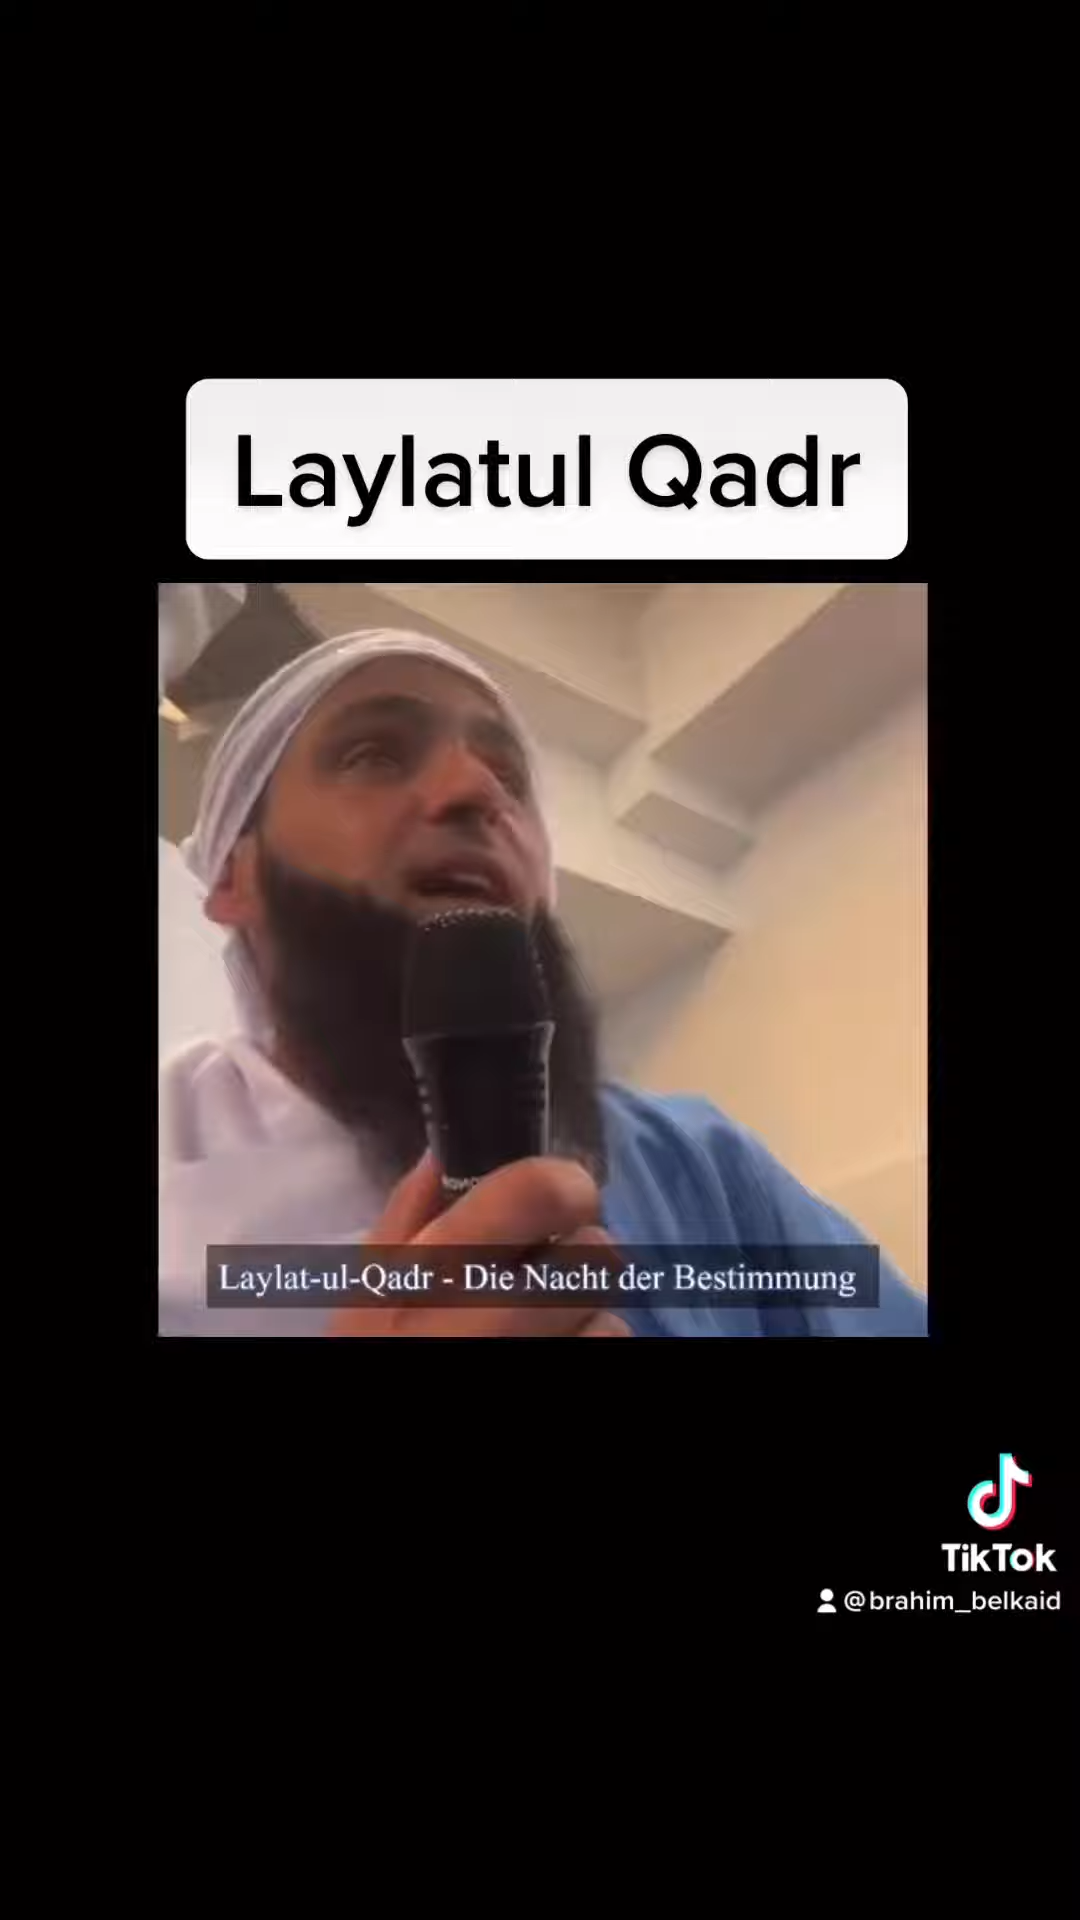 Laylatul Qadr
Laylat-ul-Qadr - Die Nacht der Bestimmung
TikTok
@brahim_belkaid